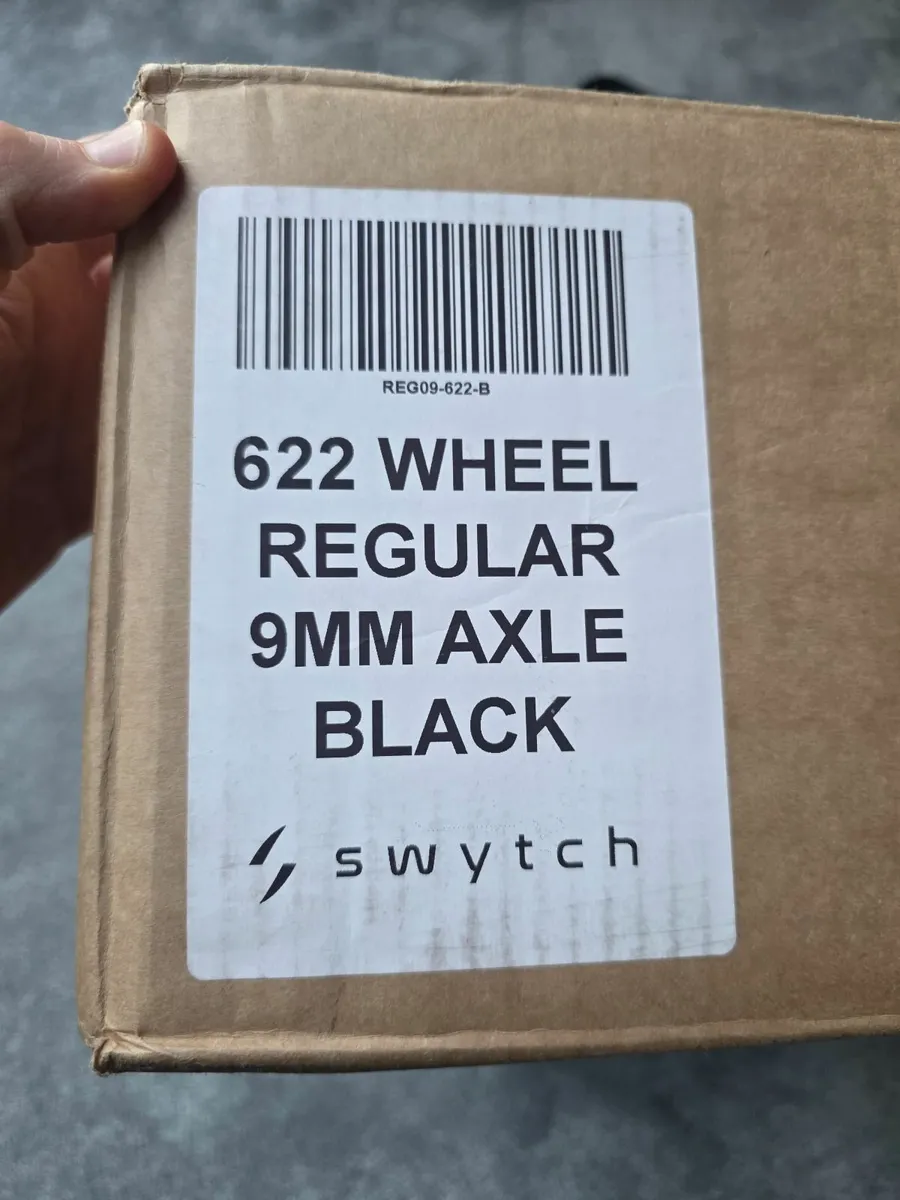 REG09-622-B
622 WHEEL
REGULAR
9MM AXLE
BLACK
swytch